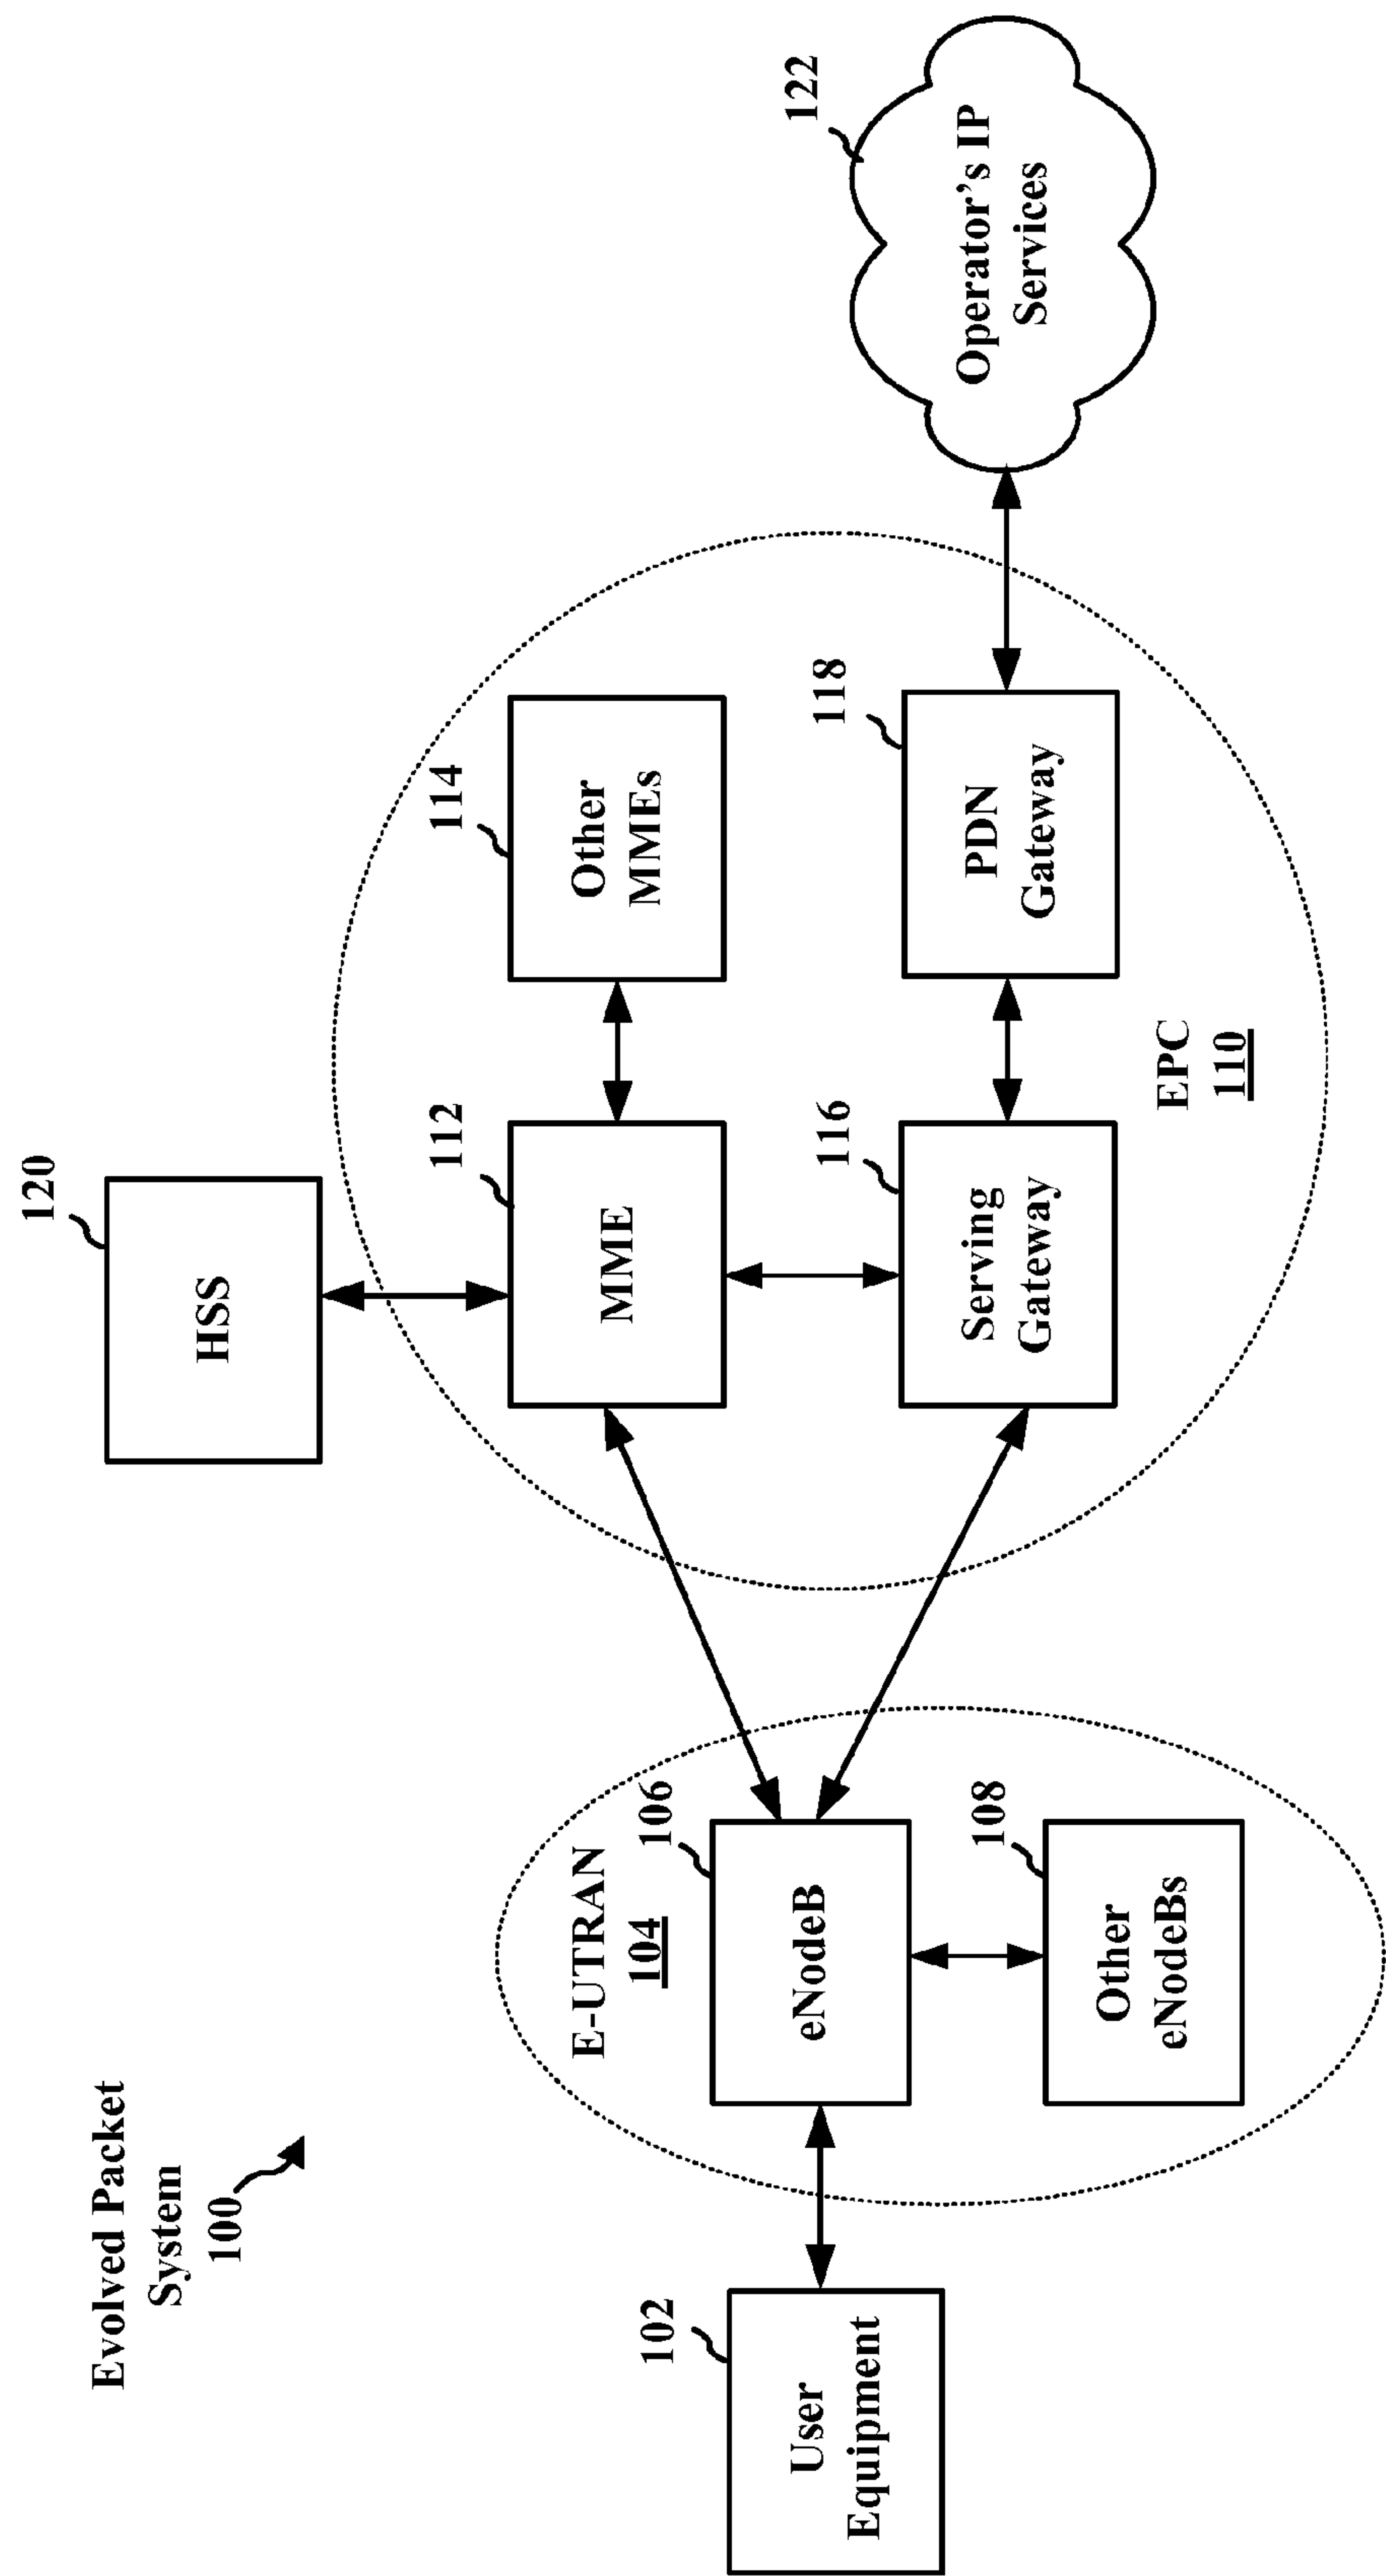 Evolved Packet
System
100
120
HSS
E-UTRAN
104
102
User
Equipment
106
eNodeB
108
Other
eNodeBs
112
MME
114
Other
MMEs
116
Serving
Gateway
118
PDN
Gateway
EPC
110
122
Operator's IP
Services